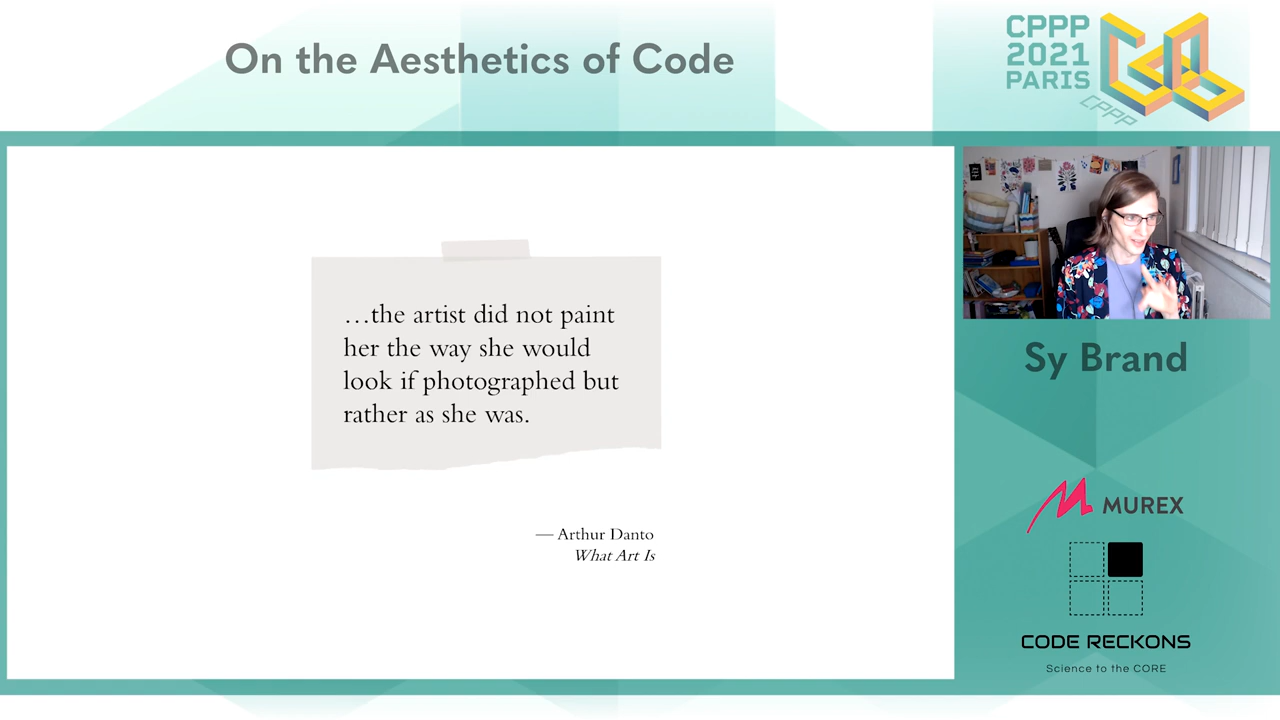 On the Aesthetics of Code
CPPP
2021
PARIS
CPPP
…the artist did not paint
her the way she would
look if photographed but
rather as she was.
— Arthur Danto
What Art Is
Sy Brand
MUREX
CODE RECKONS
Science to the CORE